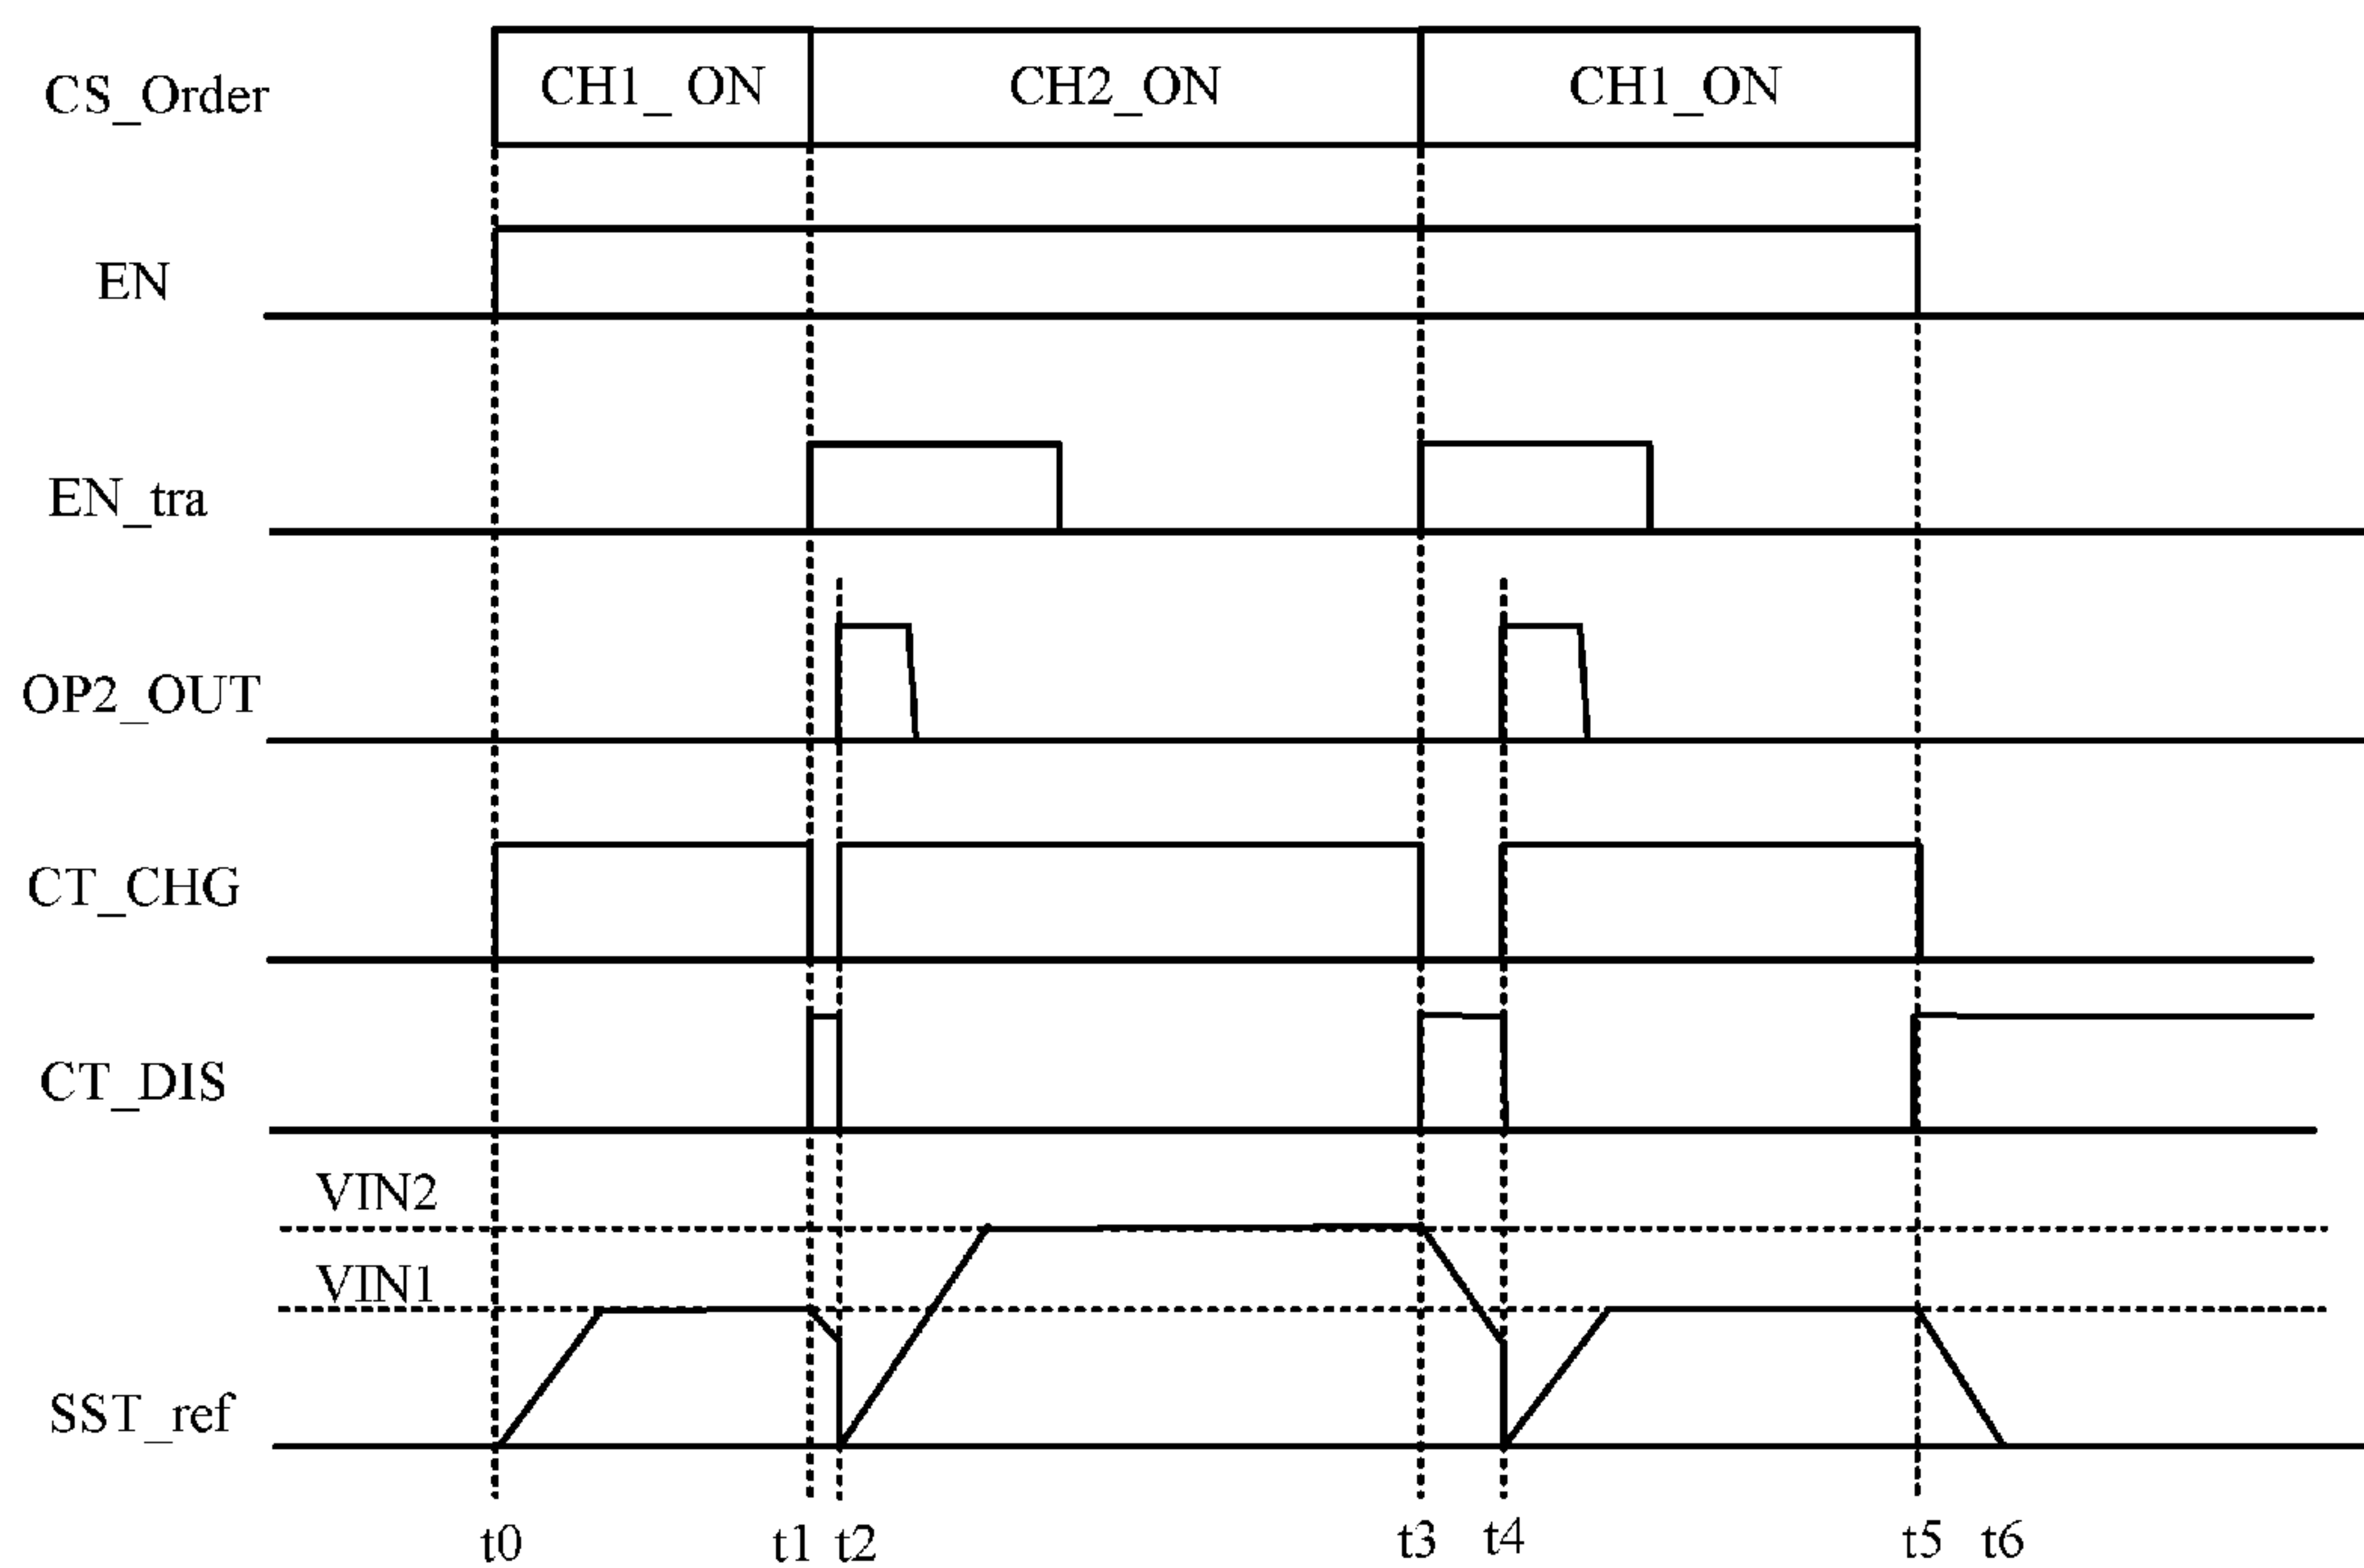 CS_Order CH1_ ON CH2_ON CH1_ON
EN
EN_tra
OP2_OUT
CT_CHG
CT_DIS
VIN2
VIN1
SST_ref
t0 t1 t2 t3 t4 t5 t6